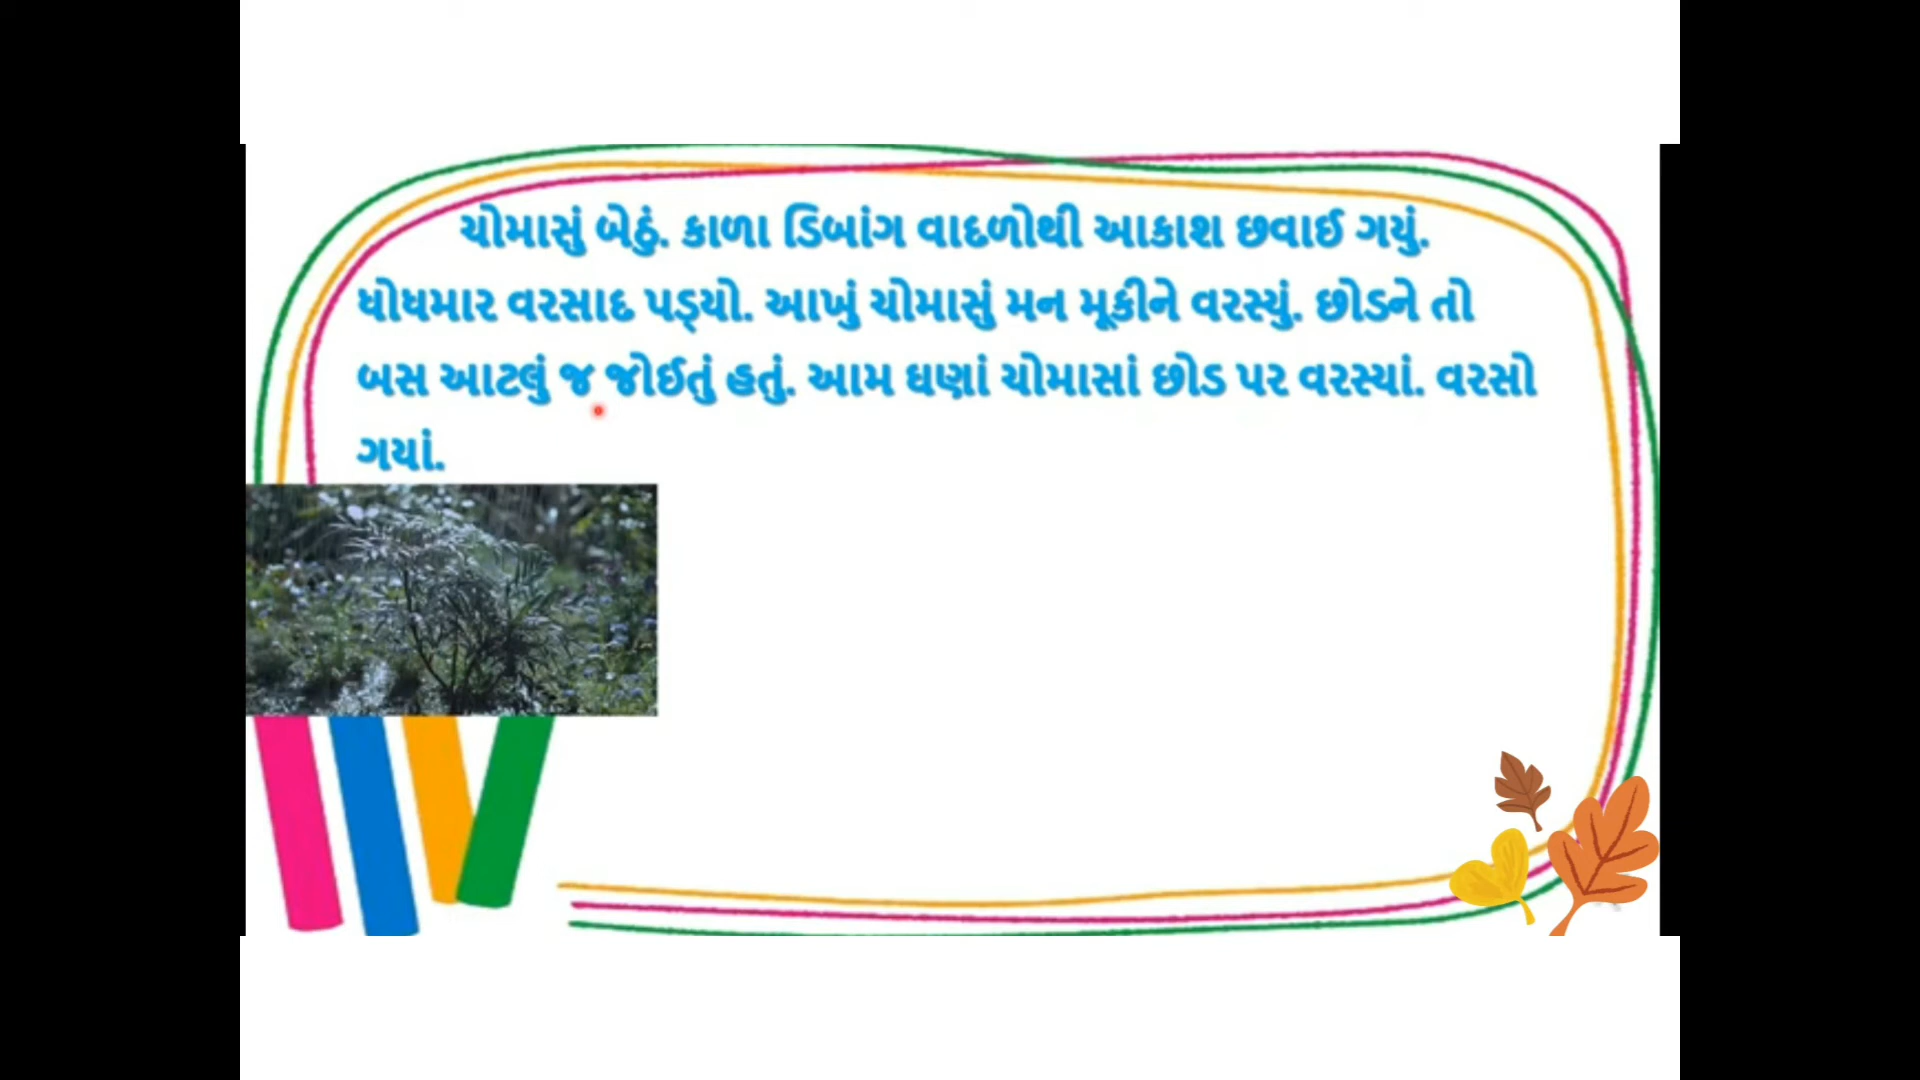 ચોમાસું બેઠું. કાળા ડિબાંગ વાદળોથી આકાશ છવાઈ ગયું.
ધોધમાર વરસાદ પડ્યો. આખું ચોમાસું મન મૂકીને વરસ્યું. છોડને તો
બસ આટલું જ જોઈતું હતું. આમ ઘણાં ચોમાસાં છોડ પર વરસ્યાં. વરસો
ગયાં.